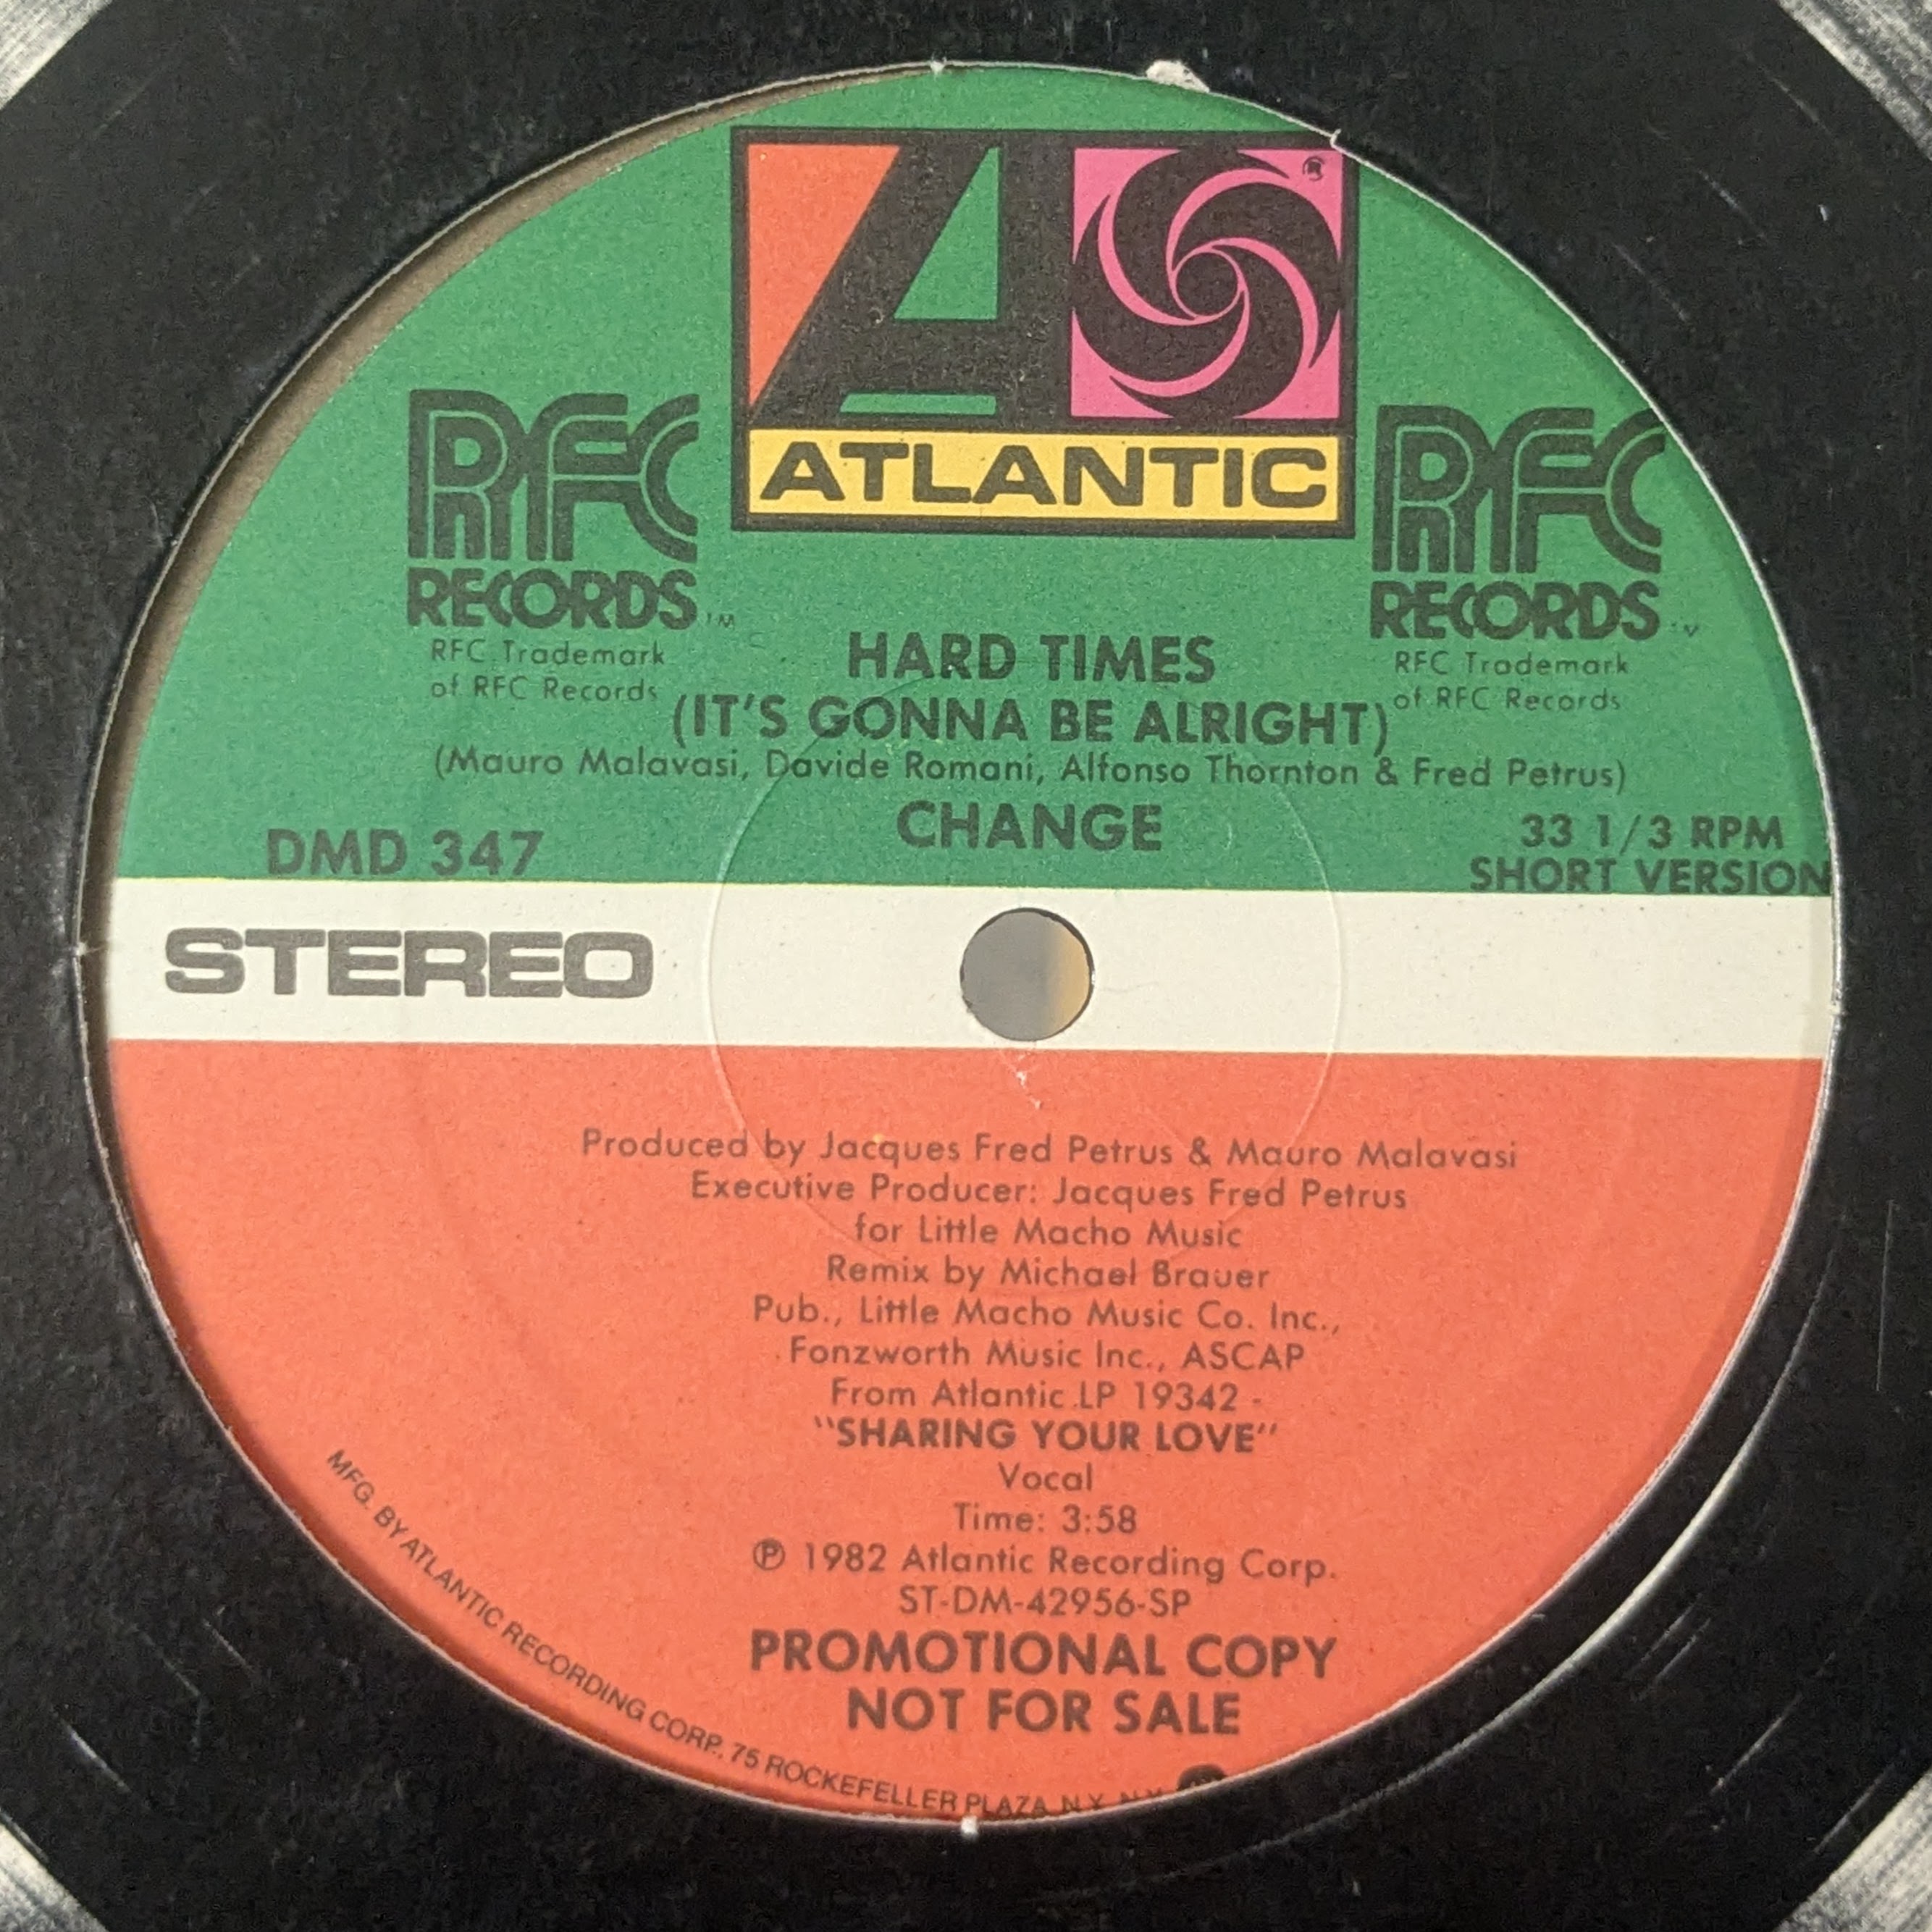 ATLANTIC
RFC
RECORDS
RFC Trademark
of RFC Records
RFC
RECORDS
RFC Trademark
of RFC Records
HARD TIMES
(IT'S GONNA BE ALRIGHT)
(Mauro Malavasi, Davide Romani, Alfonso Thornton & Fred Petrus)
CHANGE
DMD 347
33 1/3 RPM
SHORT VERSION
STEREO
Produced by Jacques Fred Petrus & Mauro Malavasi
Executive Producer: Jacques Fred Petrus
for Little Macho Music
Remix by Michael Brauer
Pub., Little Macho Music Co. Inc.,
Fonzworth Music Inc., ASCAP
From Atlantic LP 19342 -
"SHARING YOUR LOVE"
Vocal
Time: 3:58
℗ 1982 Atlantic Recording Corp.
ST-DM-42956-SP
PROMOTIONAL COPY
NOT FOR SALE
MFG. BY ATLANTIC RECORDING CORP., 75 ROCKEFELLER PLAZA, N.Y. N.Y.